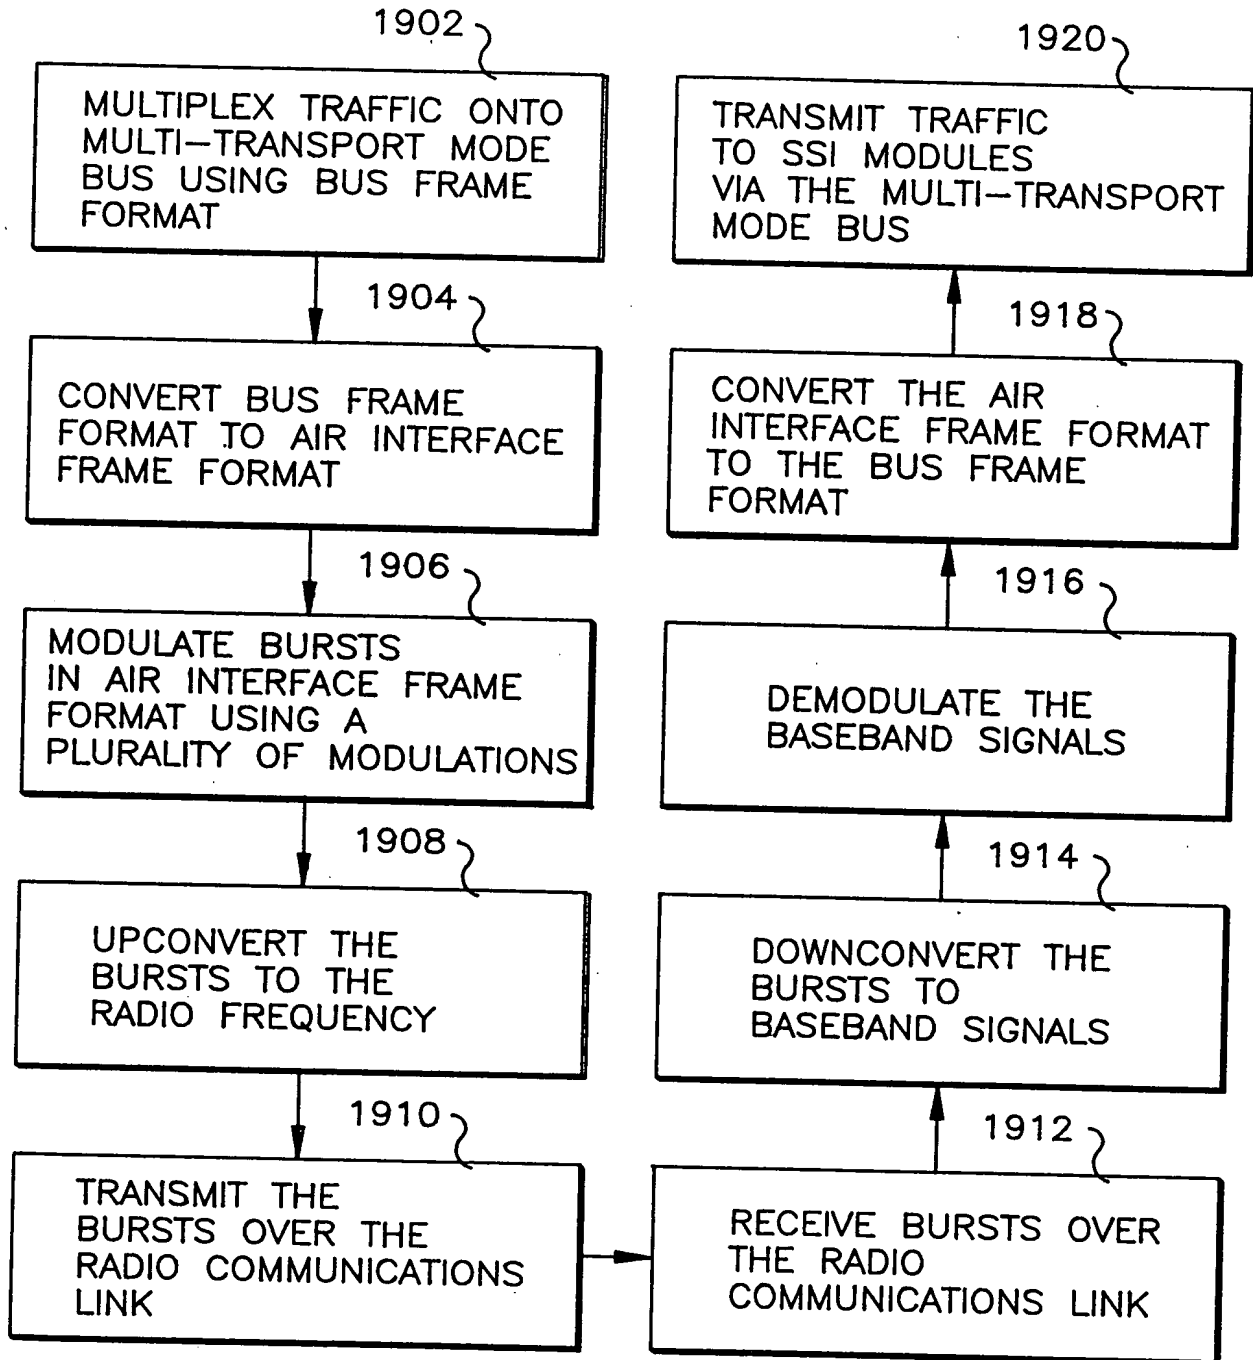 1902
MULTIPLEX TRAFFIC ONTO
MULTI-TRANSPORT MODE
BUS USING BUS FRAME
FORMAT
1904
CONVERT BUS FRAME
FORMAT TO AIR INTERFACE
FRAME FORMAT
1906
MODULATE BURSTS
IN AIR INTERFACE FRAME
FORMAT USING A
PLURALITY OF MODULATIONS
1908
UPCONVERT THE
BURSTS TO THE
RADIO FREQUENCY
1910
TRANSMIT THE
BURSTS OVER THE
RADIO COMMUNICATIONS
LINK
1912
RECEIVE BURSTS OVER
THE RADIO
COMMUNICATIONS LINK
1914
DOWNCONVERT THE
BURSTS TO
BASEBAND SIGNALS
1916
DEMODULATE THE
BASEBAND SIGNALS
1918
CONVERT THE AIR
INTERFACE FRAME FORMAT
TO THE BUS FRAME
FORMAT
1920
TRANSMIT TRAFFIC
TO SSI MODULES
VIA THE MULTI-TRANSPORT
MODE BUS